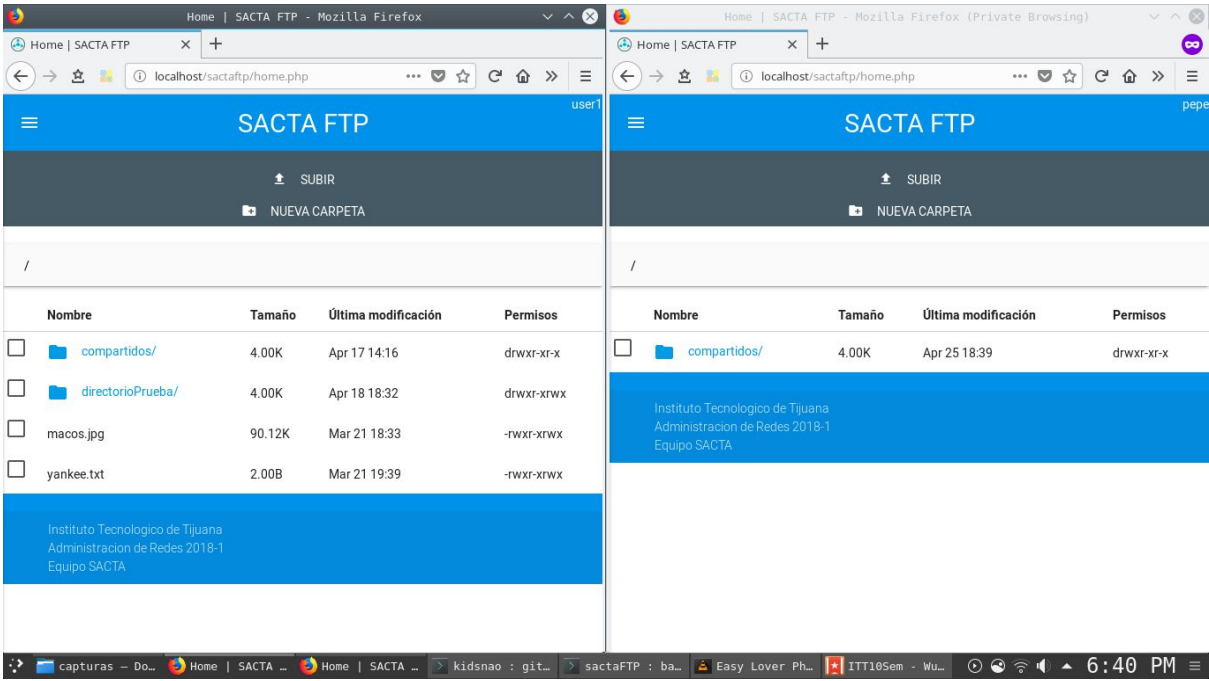 Home | SACTA FTP - Mozilla Firefox
Home | SACTA FTP
localhost/sactaftp/home.php
user1
SACTA FTP
SUBIR
NUEVA CARPETA
/
Nombre Tamaño Última modificación Permisos
compartidos/ 4.00K Apr 17 14:16 drwxr-xr-x
directorioPrueba/ 4.00K Apr 18 18:32 drwxr-xrwx
macos.jpg 90.12K Mar 21 18:33 -rwxr-xrwx
yankee.txt 2.00B Mar 21 19:39 -rwxr-xrwx
Instituto Tecnologico de Tijuana
Administracion de Redes 2018-1
Equipo SACTA
Home | SACTA FTP - Mozilla Firefox (Private Browsing)
Home | SACTA FTP
localhost/sactaftp/home.php
pepe
SACTA FTP
SUBIR
NUEVA CARPETA
/
Nombre Tamaño Última modificación Permisos
compartidos/ 4.00K Apr 25 18:39 drwxr-xr-x
Instituto Tecnologico de Tijuana
Administracion de Redes 2018-1
Equipo SACTA
capturas – Do… Home | SACTA … Home | SACTA … kidsnao : git… sactaFTP : ba… Easy Lover Ph… ITT10Sem - Wu… 6:40 PM